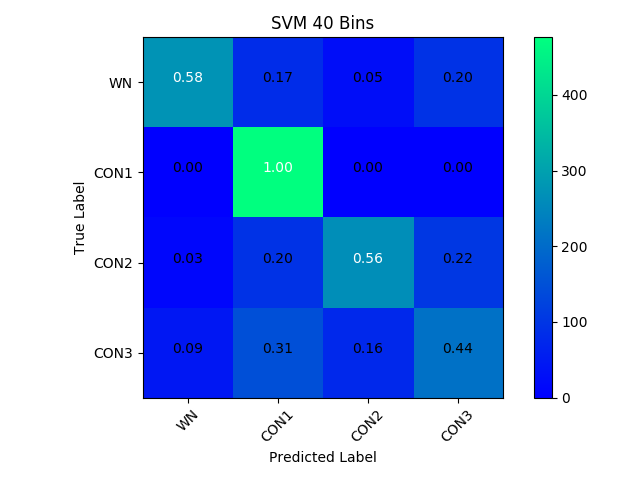 SVM 40 Bins
WN 0.58 0.17 0.05 0.20
CON1 0.00 1.00 0.00 0.00
CON2 0.03 0.20 0.56 0.22
CON3 0.09 0.31 0.16 0.44
True Label
WN CON1 CON2 CON3
Predicted Label
400
300
200
100
0